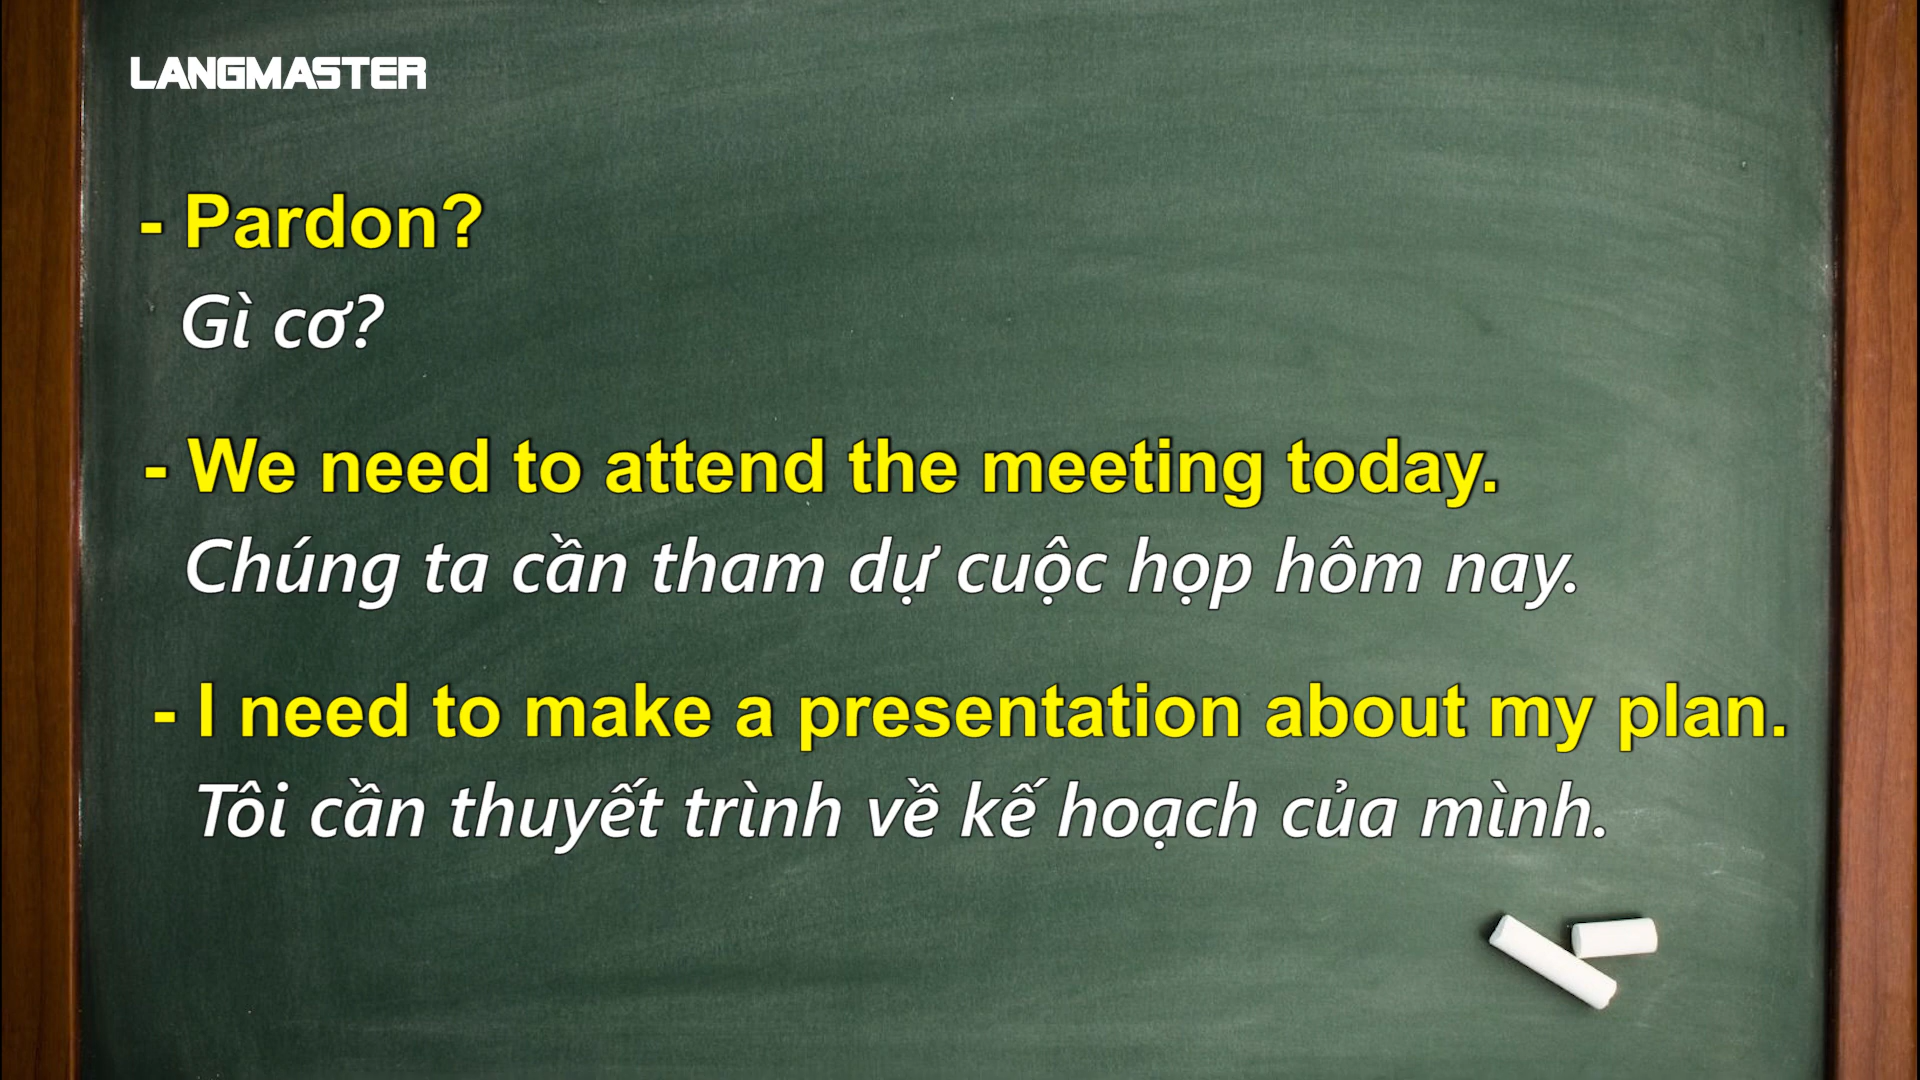 LANGMASTER
- Pardon?
Gì cơ?
- We need to attend the meeting today.
Chúng ta cần tham dự cuộc họp hôm nay.
- I need to make a presentation about my plan.
Tôi cần thuyết trình về kế hoạch của mình.